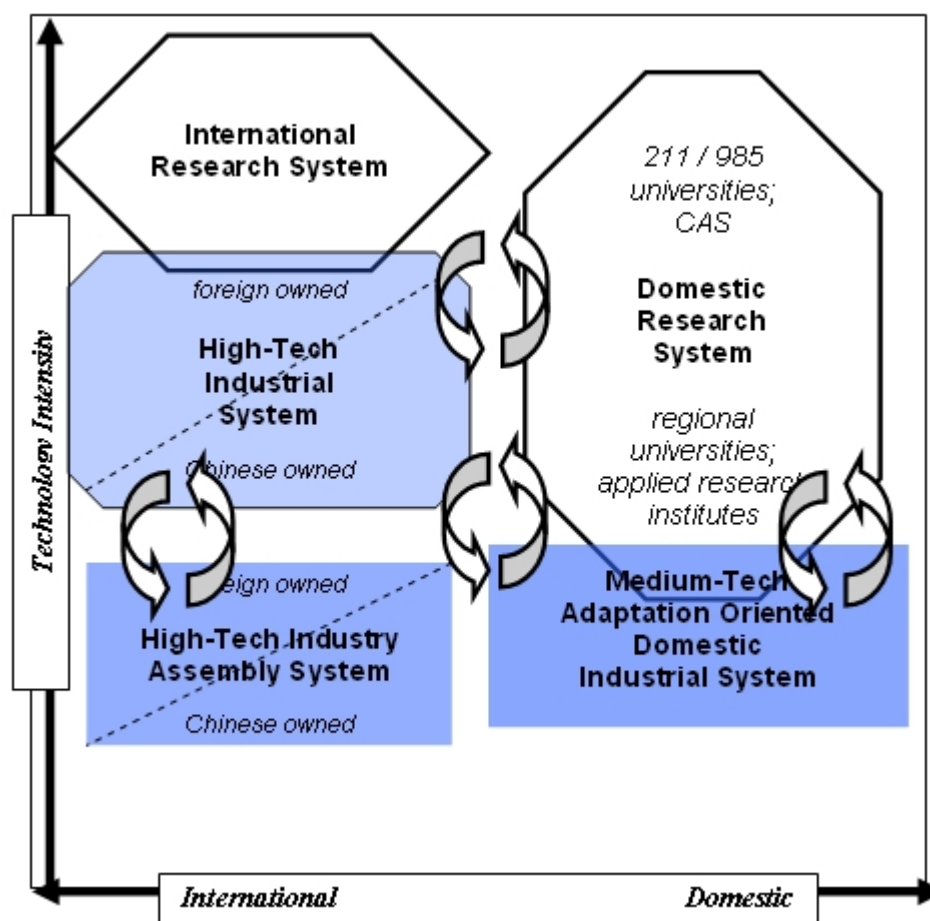 International
Research System
foreign owned
High-Tech
Industrial
System
Chinese owned
211 / 985
universities;
CAS
Domestic
Research
System
regional
universities;
applied research
institutes
foreign owned
High-Tech Industry
Assembly System
Chinese owned
Medium-Tech
Adaptation Oriented
Domestic
Industrial System
Technology Intensity
International
Domestic